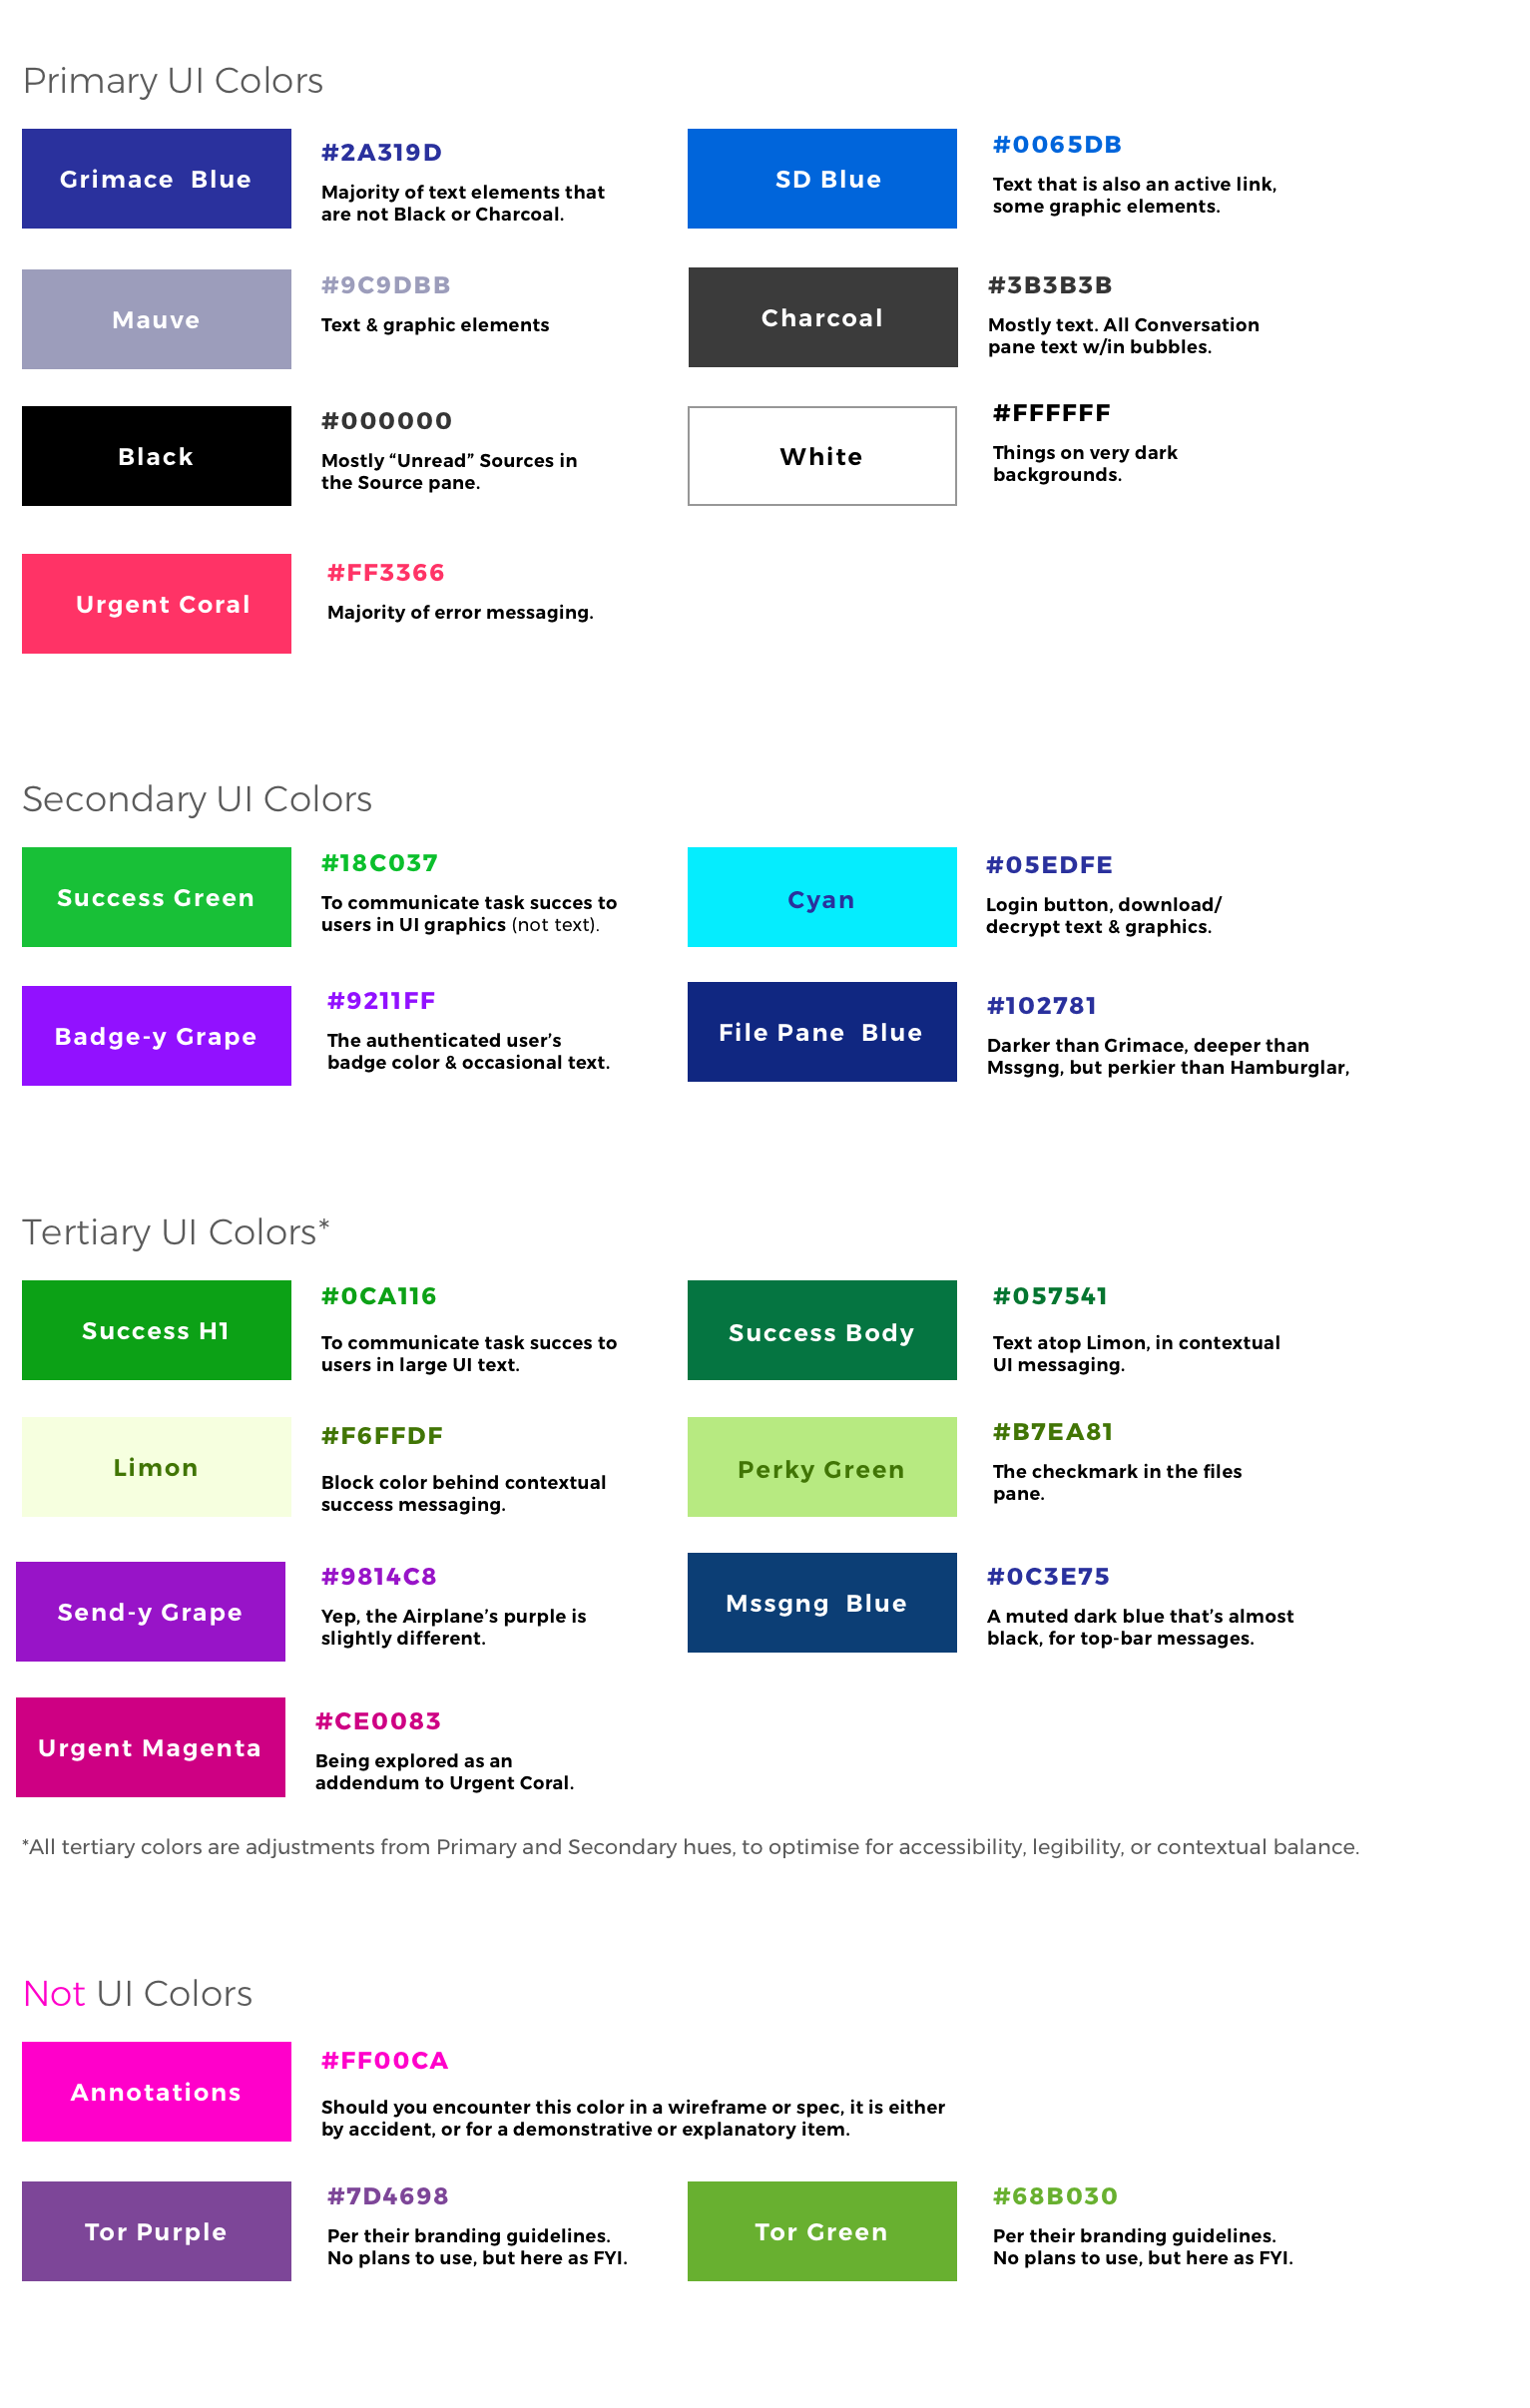 Primary UI Colors
Grimace Blue
#2A319D
Majority of text elements that
are not Black or Charcoal.
SD Blue
#0065DB
Text that is also an active link,
some graphic elements.
Mauve
#9C9DBB
Text & graphic elements
Charcoal
#3B3B3B
Mostly text. All Conversation
pane text w/in bubbles.
Black
#000000
Mostly “Unread” Sources in
the Source pane.
White
#FFFFFF
Things on very dark
backgrounds.
Urgent Coral
#FF3366
Majority of error messaging.
Secondary UI Colors
Success Green
#18C037
To communicate task succes to
users in UI graphics (not text).
Cyan
#05EDFE
Login button, download/
decrypt text & graphics.
Badge-y Grape
#9211FF
The authenticated user’s
badge color & occasional text.
File Pane Blue
#102781
Darker than Grimace, deeper than
Mssgng, but perkier than Hamburglar,
Tertiary UI Colors*
Success H1
#0CA116
To communicate task succes to
users in large UI text.
Success Body
#057541
Text atop Limon, in contextual
UI messaging.
Limon
#F6FFDF
Block color behind contextual
success messaging.
Perky Green
#B7EA81
The checkmark in the files
pane.
Send-y Grape
#9814C8
Yep, the Airplane’s purple is
slightly different.
Mssgng Blue
#0C3E75
A muted dark blue that’s almost
black, for top-bar messages.
Urgent Magenta
#CE0083
Being explored as an
addendum to Urgent Coral.
*All tertiary colors are adjustments from Primary and Secondary hues, to optimise for accessibility, legibility, or contextual balance.
Not UI Colors
Annotations
#FF00CA
Should you encounter this color in a wireframe or spec, it is either
by accident, or for a demonstrative or explanatory item.
Tor Purple
#7D4698
Per their branding guidelines.
No plans to use, but here as FYI.
Tor Green
#68B030
Per their branding guidelines.
No plans to use, but here as FYI.